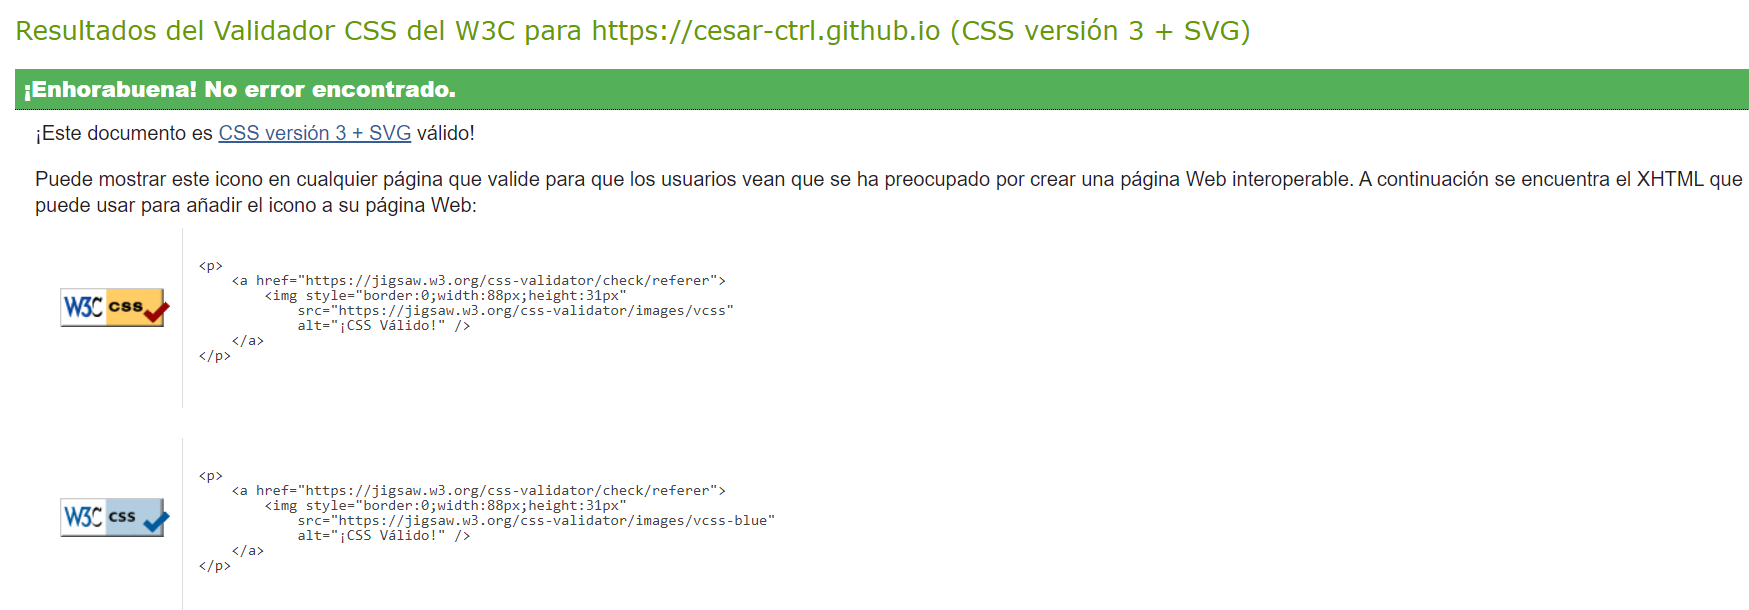 Resultados del Validador CSS del W3C para https://cesar-ctrl.github.io (CSS versión 3 + SVG)
¡Enhorabuena! No error encontrado.
¡Este documento es CSS versión 3 + SVG válido!
Puede mostrar este icono en cualquier página que valide para que los usuarios vean que se ha preocupado por crear una página Web interoperable. A continuación se encuentra el XHTML que
puede usar para añadir el icono a su página Web:
W3C css
<p>
    <a href="https://jigsaw.w3.org/css-validator/check/referer">
        <img style="border:0;width:88px;height:31px"
            src="https://jigsaw.w3.org/css-validator/images/vcss"
            alt="¡CSS Válido!" />
    </a>
</p>
W3C css
<p>
    <a href="https://jigsaw.w3.org/css-validator/check/referer">
        <img style="border:0;width:88px;height:31px"
            src="https://jigsaw.w3.org/css-validator/images/vcss-blue"
            alt="¡CSS Válido!" />
    </a>
</p>